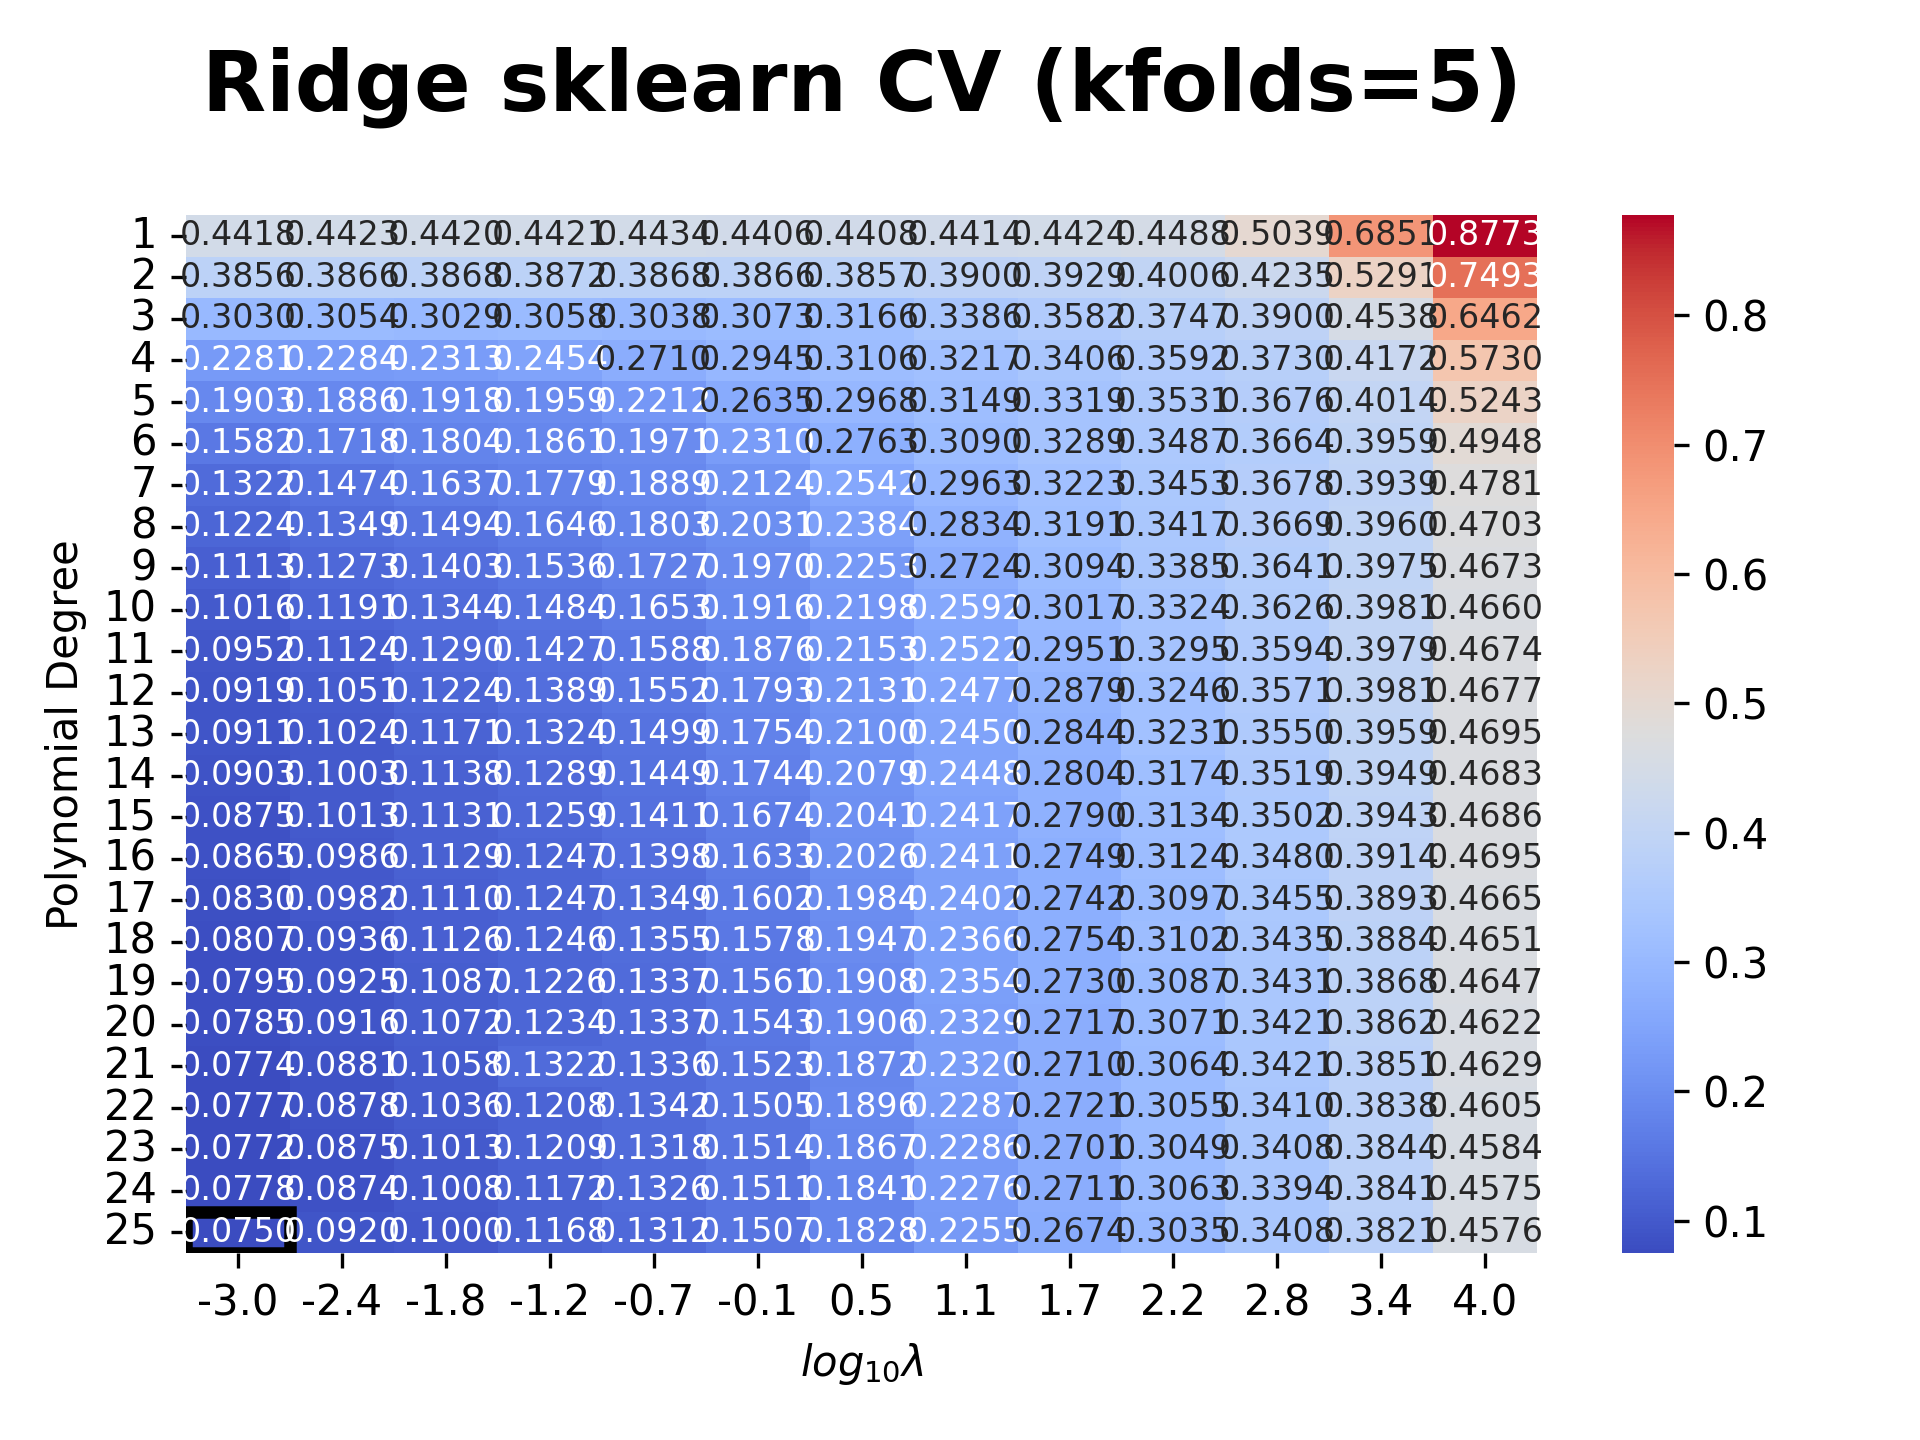 Ridge sklearn CV (kfolds=5)
1 0.4418 0.4423 0.4420 0.4421 0.4434 0.4406 0.4408 0.4414 0.4424 0.4488 0.5039 0.6851 0.8773
2 0.3856 0.3866 0.3868 0.3872 0.3868 0.3866 0.3857 0.3900 0.3929 0.4006 0.4235 0.5291 0.7493
3 0.3030 0.3054 0.3029 0.3058 0.3038 0.3073 0.3166 0.3386 0.3582 0.3747 0.3900 0.4538 0.6462
4 0.2281 0.2284 0.2313 0.2454 0.2710 0.2945 0.3106 0.3217 0.3406 0.3592 0.3730 0.4172 0.5730
5 0.1903 0.1886 0.1918 0.1959 0.2212 0.2635 0.2968 0.3149 0.3319 0.3531 0.3676 0.4014 0.5243
6 0.1582 0.1718 0.1804 0.1861 0.1971 0.2310 0.2763 0.3090 0.3289 0.3487 0.3664 0.3959 0.4948
7 0.1322 0.1474 0.1637 0.1779 0.1889 0.2124 0.2542 0.2963 0.3223 0.3453 0.3678 0.3939 0.4781
8 0.1224 0.1349 0.1494 0.1646 0.1803 0.2031 0.2384 0.2834 0.3191 0.3417 0.3669 0.3960 0.4703
9 0.1113 0.1273 0.1403 0.1536 0.1727 0.1970 0.2253 0.2724 0.3094 0.3385 0.3641 0.3975 0.4673
10 0.1016 0.1191 0.1344 0.1484 0.1653 0.1916 0.2198 0.2592 0.3017 0.3324 0.3626 0.3981 0.4660
11 0.0952 0.1124 0.1290 0.1427 0.1588 0.1876 0.2153 0.2522 0.2951 0.3295 0.3594 0.3979 0.4674
12 0.0919 0.1051 0.1224 0.1389 0.1552 0.1793 0.2131 0.2477 0.2879 0.3246 0.3571 0.3981 0.4677
13 0.0911 0.1024 0.1171 0.1324 0.1499 0.1754 0.2100 0.2450 0.2844 0.3231 0.3550 0.3959 0.4695
14 0.0903 0.1003 0.1138 0.1289 0.1449 0.1744 0.2079 0.2448 0.2804 0.3174 0.3519 0.3949 0.4683
15 0.0875 0.1013 0.1131 0.1259 0.1411 0.1674 0.2041 0.2417 0.2790 0.3134 0.3502 0.3943 0.4686
16 0.0865 0.0986 0.1129 0.1247 0.1398 0.1633 0.2026 0.2411 0.2749 0.3124 0.3480 0.3914 0.4695
17 0.0830 0.0982 0.1110 0.1247 0.1349 0.1602 0.1984 0.2402 0.2742 0.3097 0.3455 0.3893 0.4665
18 0.0807 0.0936 0.1126 0.1246 0.1355 0.1578 0.1947 0.2366 0.2754 0.3102 0.3435 0.3884 0.4651
19 0.0795 0.0925 0.1087 0.1226 0.1337 0.1561 0.1908 0.2354 0.2730 0.3087 0.3431 0.3868 0.4647
20 0.0785 0.0916 0.1072 0.1234 0.1337 0.1543 0.1906 0.2329 0.2717 0.3071 0.3421 0.3862 0.4622
21 0.0774 0.0881 0.1058 0.1322 0.1336 0.1523 0.1872 0.2320 0.2710 0.3064 0.3421 0.3851 0.4629
22 0.0777 0.0878 0.1036 0.1208 0.1342 0.1505 0.1896 0.2287 0.2721 0.3055 0.3410 0.3838 0.4605
23 0.0772 0.0875 0.1013 0.1209 0.1318 0.1514 0.1867 0.2286 0.2701 0.3049 0.3408 0.3844 0.4584
24 0.0778 0.0874 0.1008 0.1172 0.1326 0.1511 0.1841 0.2276 0.2711 0.3063 0.3394 0.3841 0.4575
25 0.0750 0.0920 0.1000 0.1168 0.1312 0.1507 0.1828 0.2255 0.2674 0.3035 0.3408 0.3821 0.4576
-3.0 -2.4 -1.8 -1.2 -0.7 -0.1 0.5 1.1 1.7 2.2 2.8 3.4 4.0
log₁₀λ
Polynomial Degree
0.8
0.7
0.6
0.5
0.4
0.3
0.2
0.1